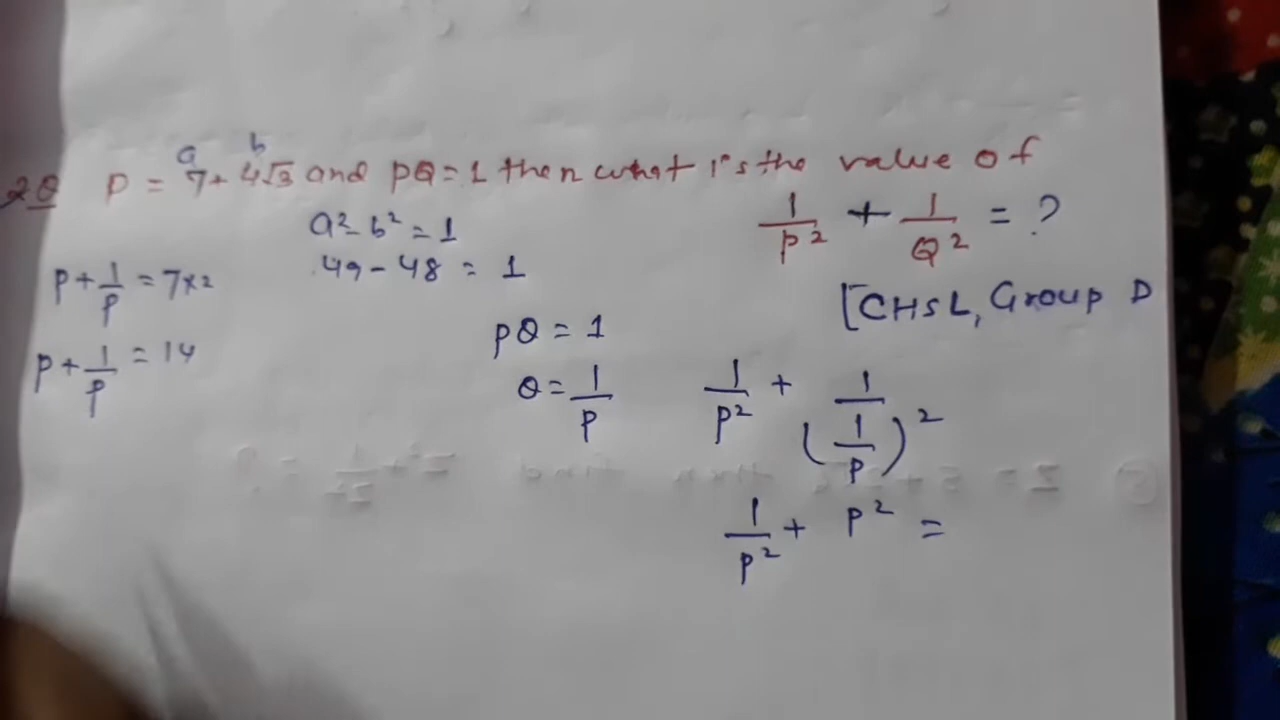 a b
2Q P = 7+4√3 and PQ=1 then what is the value of
1/P² + 1/Q² = ?
[CHSL, Group D
a²-b²=1
49-48 = 1
P+1/P = 7×2
P+1/P = 14
PQ = 1
Q = 1/P
1/P² + 1/(1/P)²
1/P² + P² =